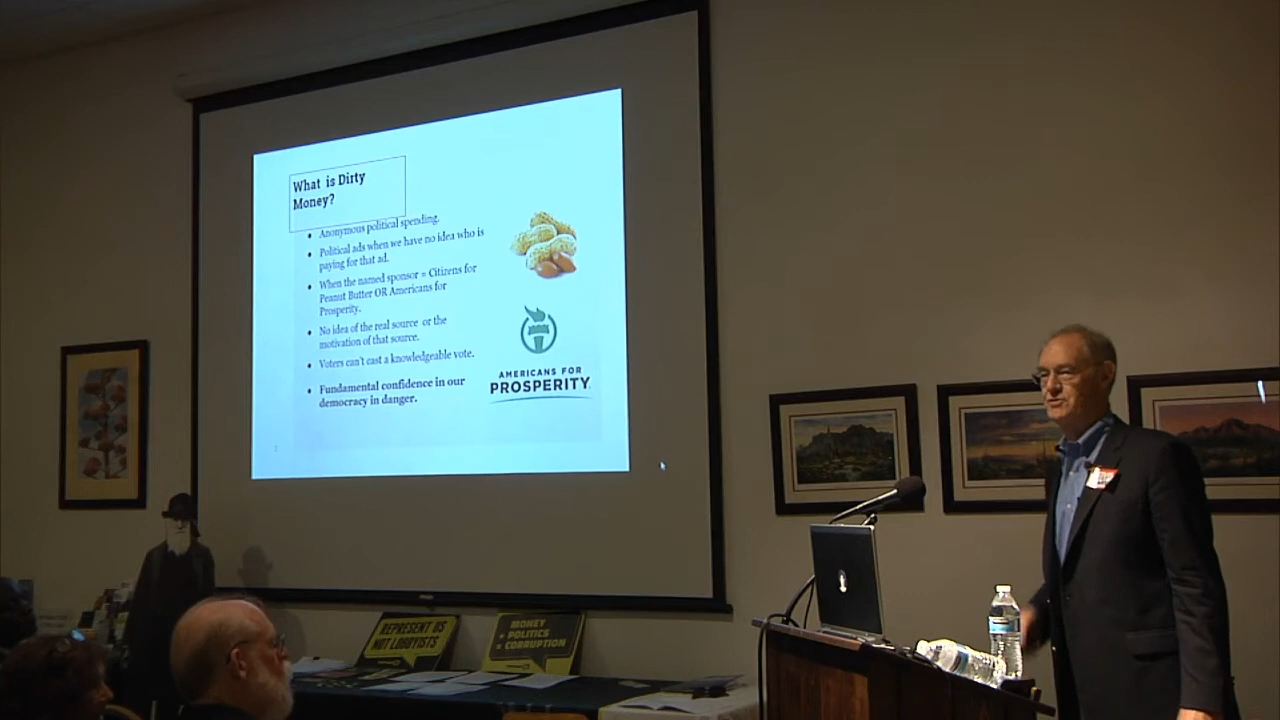 What is Dirty
Money?
• Anonymous political spending.
• Political ads when we have no idea who is
paying for that ad.
• When the named sponsor = Citizens for
Peanut Butter OR Americans for
Prosperity.
• No idea of the real source or the
motivation of that source.
• Voters can't cast a knowledgeable vote.
• Fundamental confidence in our
democracy in danger.
AMERICANS FOR
PROSPERITY
REPRESENT US
NOT LOBBYISTS
MONEY
+ POLITICS
= CORRUPTION